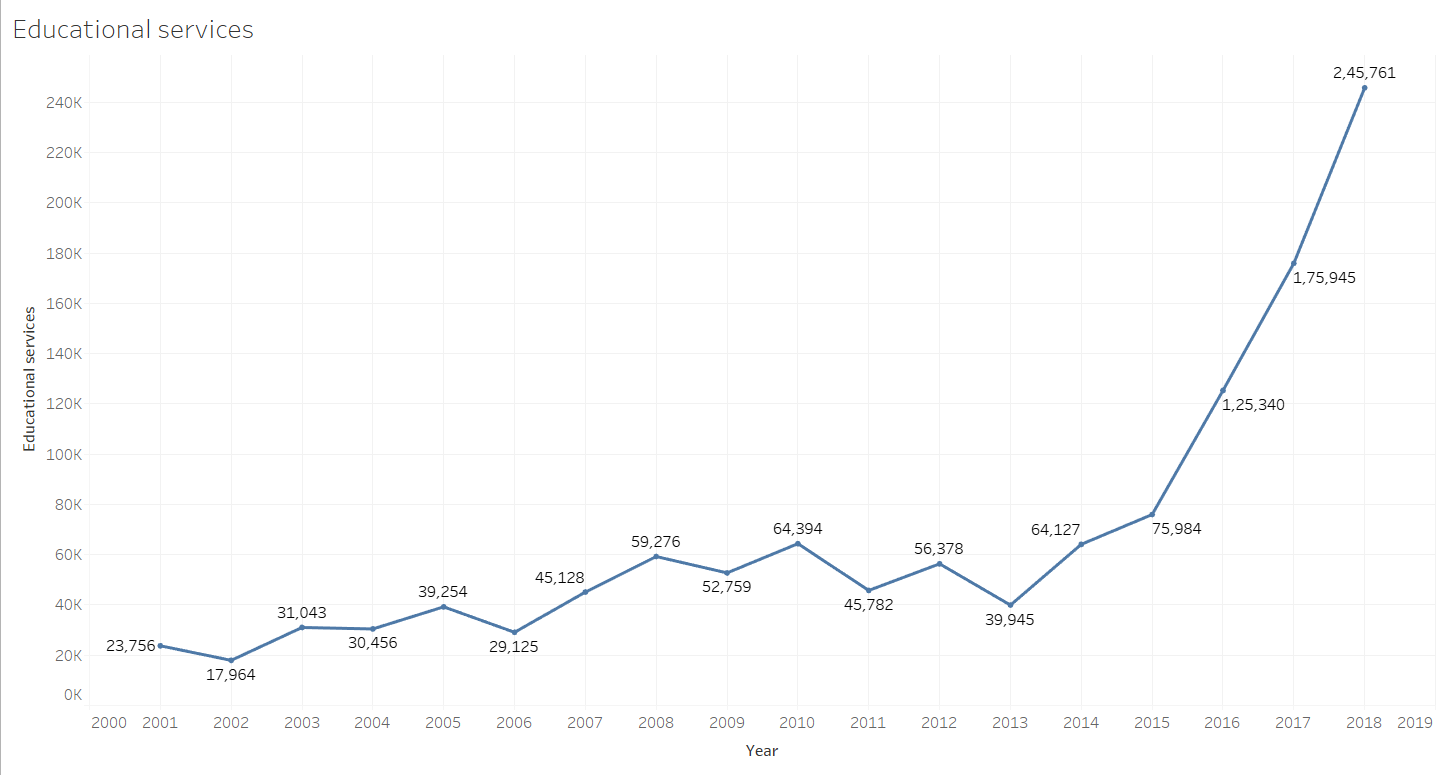 Educational services
2,45,761
240K
220K
200K
180K
1,75,945
160K
140K
120K
1,25,340
100K
80K
75,984
64,394
64,127
60K
59,276
56,378
52,759
45,128
45,782
40K
39,254
39,945
31,043
30,456
29,125
23,756
20K
17,964
0K
Educational services
2000 2001 2002 2003 2004 2005 2006 2007 2008 2009 2010 2011 2012 2013 2014 2015 2016 2017 2018 2019
Year